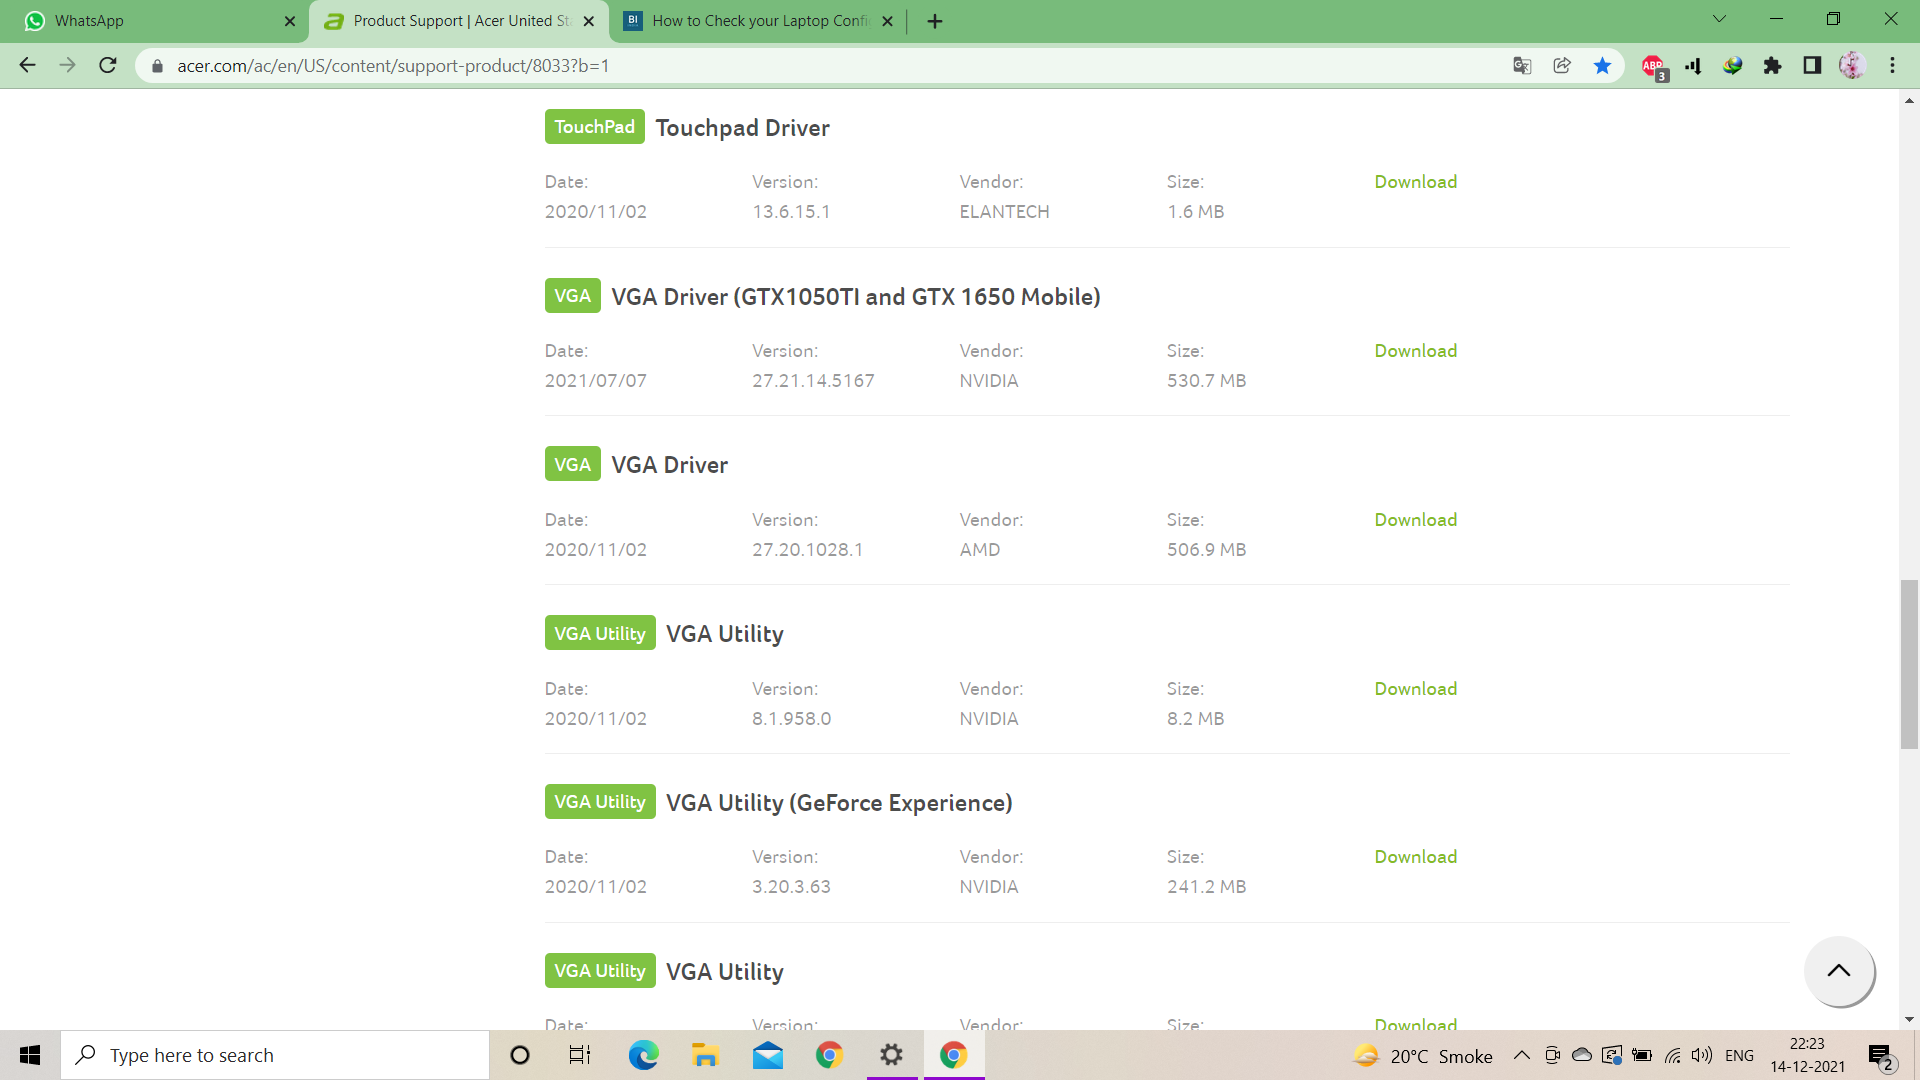 WhatsApp
Product Support | Acer United St
BI How to Check your Laptop Confi
acer.com/ac/en/US/content/support-product/8033?b=1
ABP 3
TouchPad Touchpad Driver
Date: Version: Vendor: Size: Download
2020/11/02 13.6.15.1 ELANTECH 1.6 MB
VGA VGA Driver (GTX1050TI and GTX 1650 Mobile)
Date: Version: Vendor: Size: Download
2021/07/07 27.21.14.5167 NVIDIA 530.7 MB
VGA VGA Driver
Date: Version: Vendor: Size: Download
2020/11/02 27.20.1028.1 AMD 506.9 MB
VGA Utility VGA Utility
Date: Version: Vendor: Size: Download
2020/11/02 8.1.958.0 NVIDIA 8.2 MB
VGA Utility VGA Utility (GeForce Experience)
Date: Version: Vendor: Size: Download
2020/11/02 3.20.3.63 NVIDIA 241.2 MB
VGA Utility VGA Utility
Date: Version: Vendor: Size: Download
Type here to search
20°C Smoke
ENG
22:23
14-12-2021
2